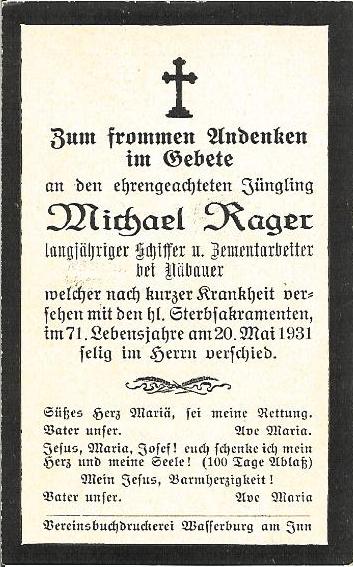 Zum frommen Andenken
im Gebete
an den ehrengeachteten Jüngling
Michael Rager
langjähriger Schiffer u. Zementarbeiter
bei Nübauer
welcher nach kurzer Krankheit ver-
sehen mit den hl. Sterbsakramenten,
im 71. Lebensjahre am 20. Mai 1931
selig im Herrn verschied.
Süßes Herz Mariä, sei meine Rettung.
Vater unser. Ave Maria.
Jesus, Maria, Josef! euch schenke ich mein
Herz und meine Seele! (100 Tage Ablaß)
Mein Jesus, Barmherzigkeit!
Vater unser. Ave Maria
Vereinsbuchdruckerei Wasserburg am Inn